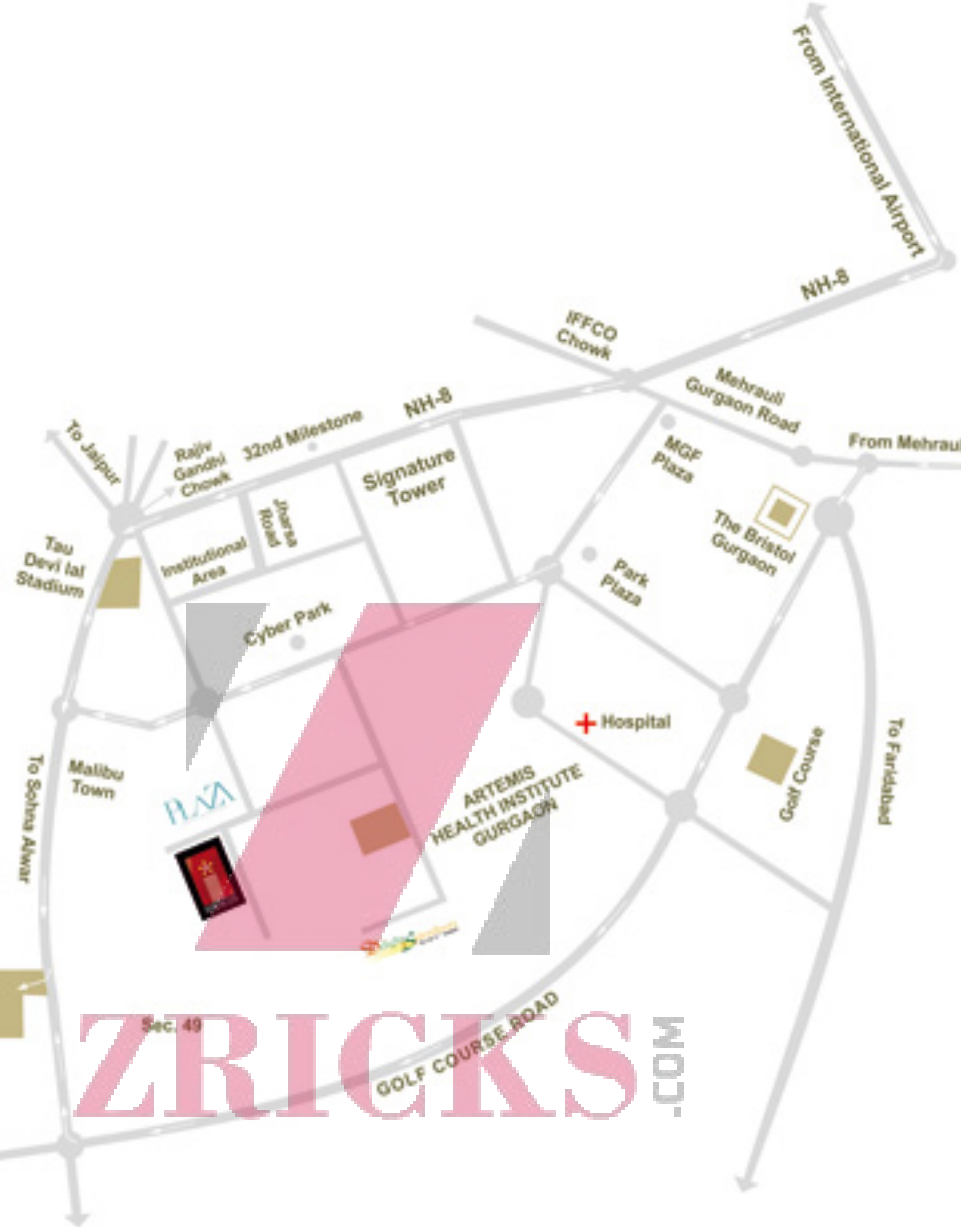 From International Airport
NH-8
IFFCO
Chowk
Mehrauli
Gurgaon Road
From Mehrauli
NH-8
32nd Milestone
To Jaipur
Rajiv
Gandhi
Chowk
MGF
Plaza
Signature
Tower
Jharsa
Road
The Bristol
Gurgaon
Tau
Devi lal
Stadium
Institutional
Area
Park
Plaza
Cyber Park
Hospital
To Faridabad
Golf Course
Malibu
Town
To Sohna Alwar
PLAZA
ARTEMIS
HEALTH INSTITUTE
GURGAON
Sec. 49
GOLF COURSE ROAD
ZRICKS
.COM